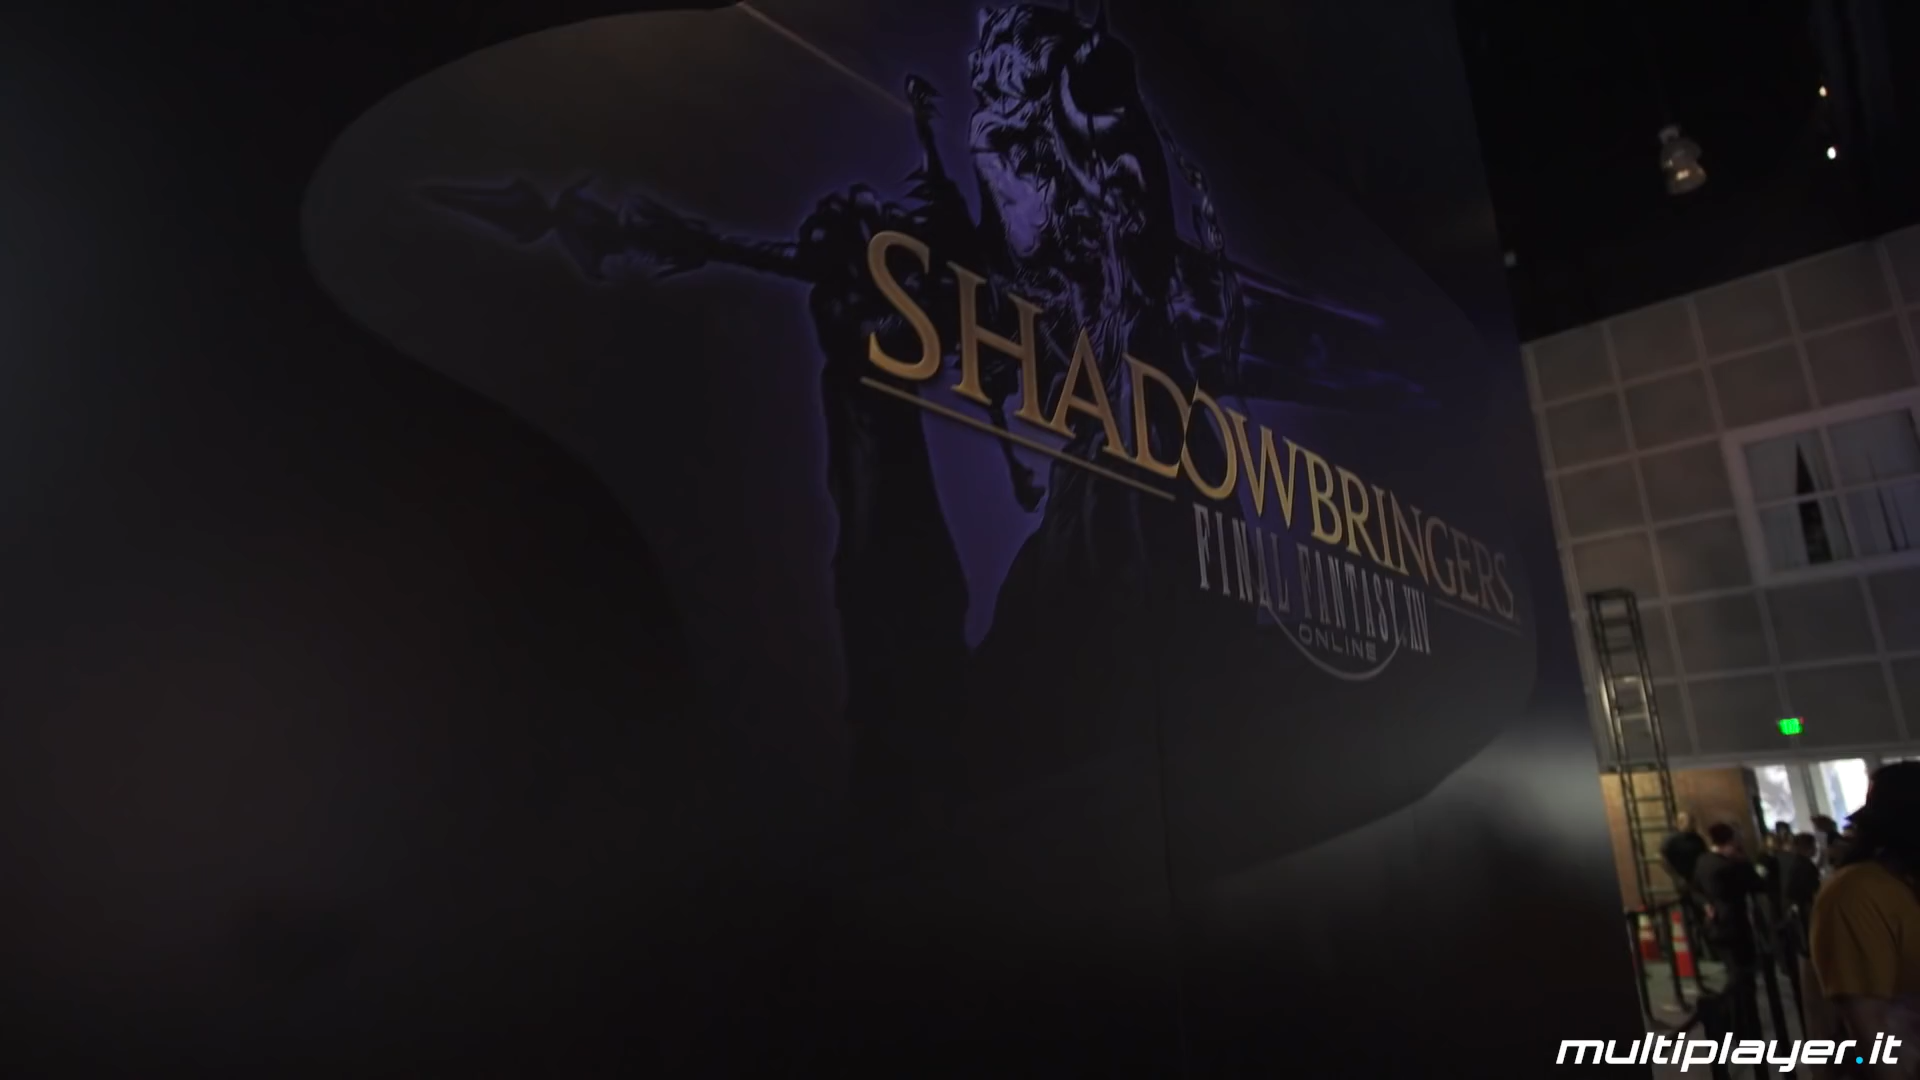 SHADOWBRINGERS
FINAL FANTASY XIV
ONLINE
multiplayer.it